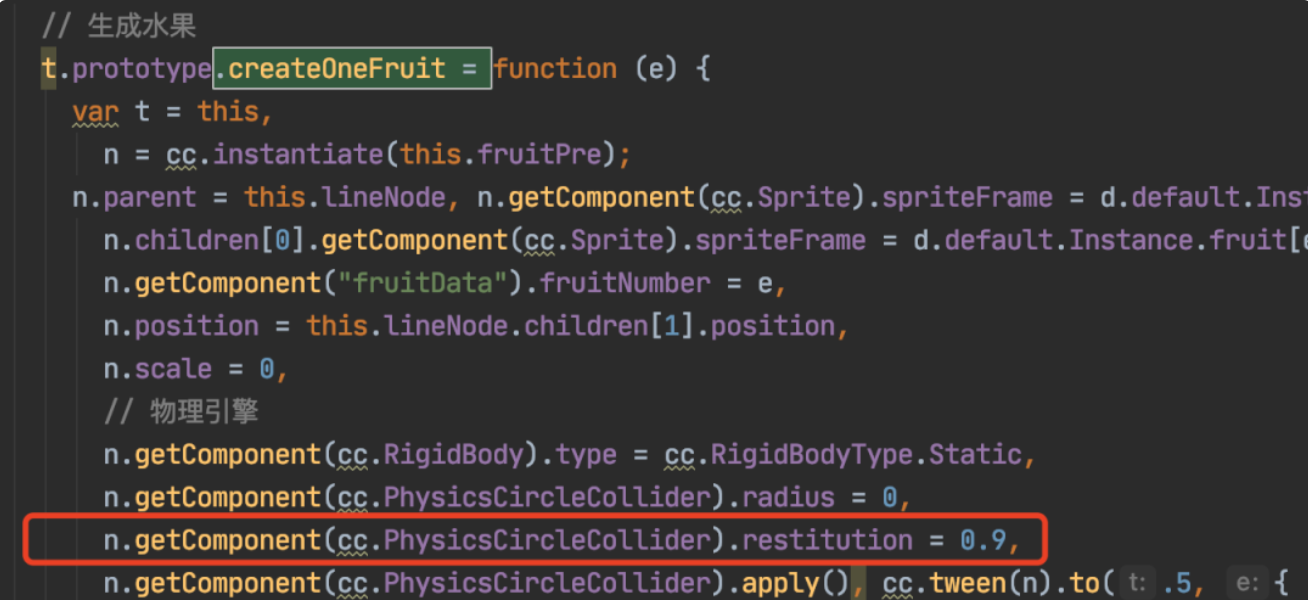 // 生成水果
t.prototype.createOneFruit = function (e) {
var t = this,
n = cc.instantiate(this.fruitPre);
n.parent = this.lineNode, n.getComponent(cc.Sprite).spriteFrame = d.default.Inst
n.children[0].getComponent(cc.Sprite).spriteFrame = d.default.Instance.fruit[e
n.getComponent("fruitData").fruitNumber = e,
n.position = this.lineNode.children[1].position,
n.scale = 0,
// 物理引擎
n.getComponent(cc.RigidBody).type = cc.RigidBodyType.Static,
n.getComponent(cc.PhysicsCircleCollider).radius = 0,
n.getComponent(cc.PhysicsCircleCollider).restitution = 0.9,
n.getComponent(cc.PhysicsCircleCollider).apply(), cc.tween(n).to( t: .5, e: {